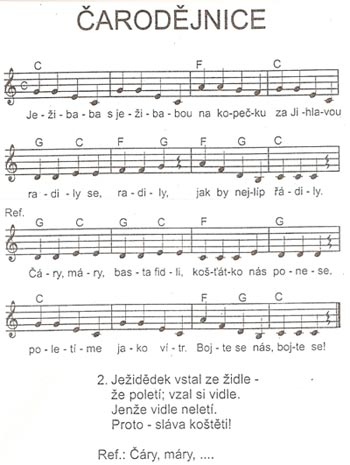 ČARODĚJNICE
C F C
Je - ži - ba - ba s je - ži - ba - bou na ko - peč - ku za Ji - hla - vou
G C F G C
ra - di - ly se, ra - di - ly, jak by nej - líp řá - di - ly.
Ref.
G C G C F G
Čá - ry, má - ry, bas - ta fid - li, koš - ťát - ko nás po - ne - se,
C F G C
po - le - tí - me ja - ko ví - tr. Boj - te se nás, boj - te se!
2. Ježidědek vstal ze židle -
že poletí; vzal si vidle.
Jenže vidle neletí.
Proto - sláva koštěti!
Ref.: Čáry, máry, ....